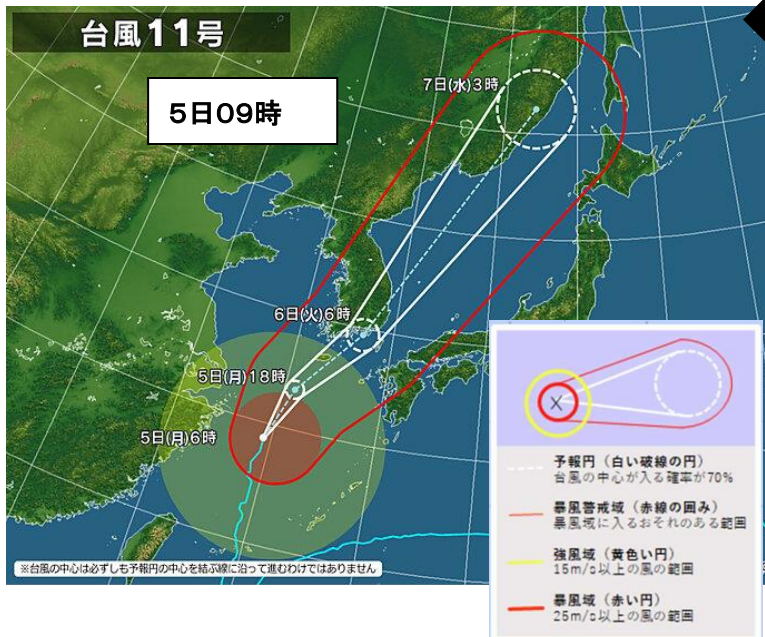 台風11号
5日09時
7日(水)3時
6日(火)6時
5日(月)18時
5日(月)6時
※台風の中心は必ずしも予報円の中心を結ぶ線に沿って進むわけではありません
X
予報円（白い破線の円）
台風の中心が入る確率が70%
暴風警戒域（赤線の囲み）
暴風域に入るおそれのある範囲
強風域（黄色い円）
15m/s以上の風の範囲
暴風域（赤い円）
25m/s以上の風の範囲